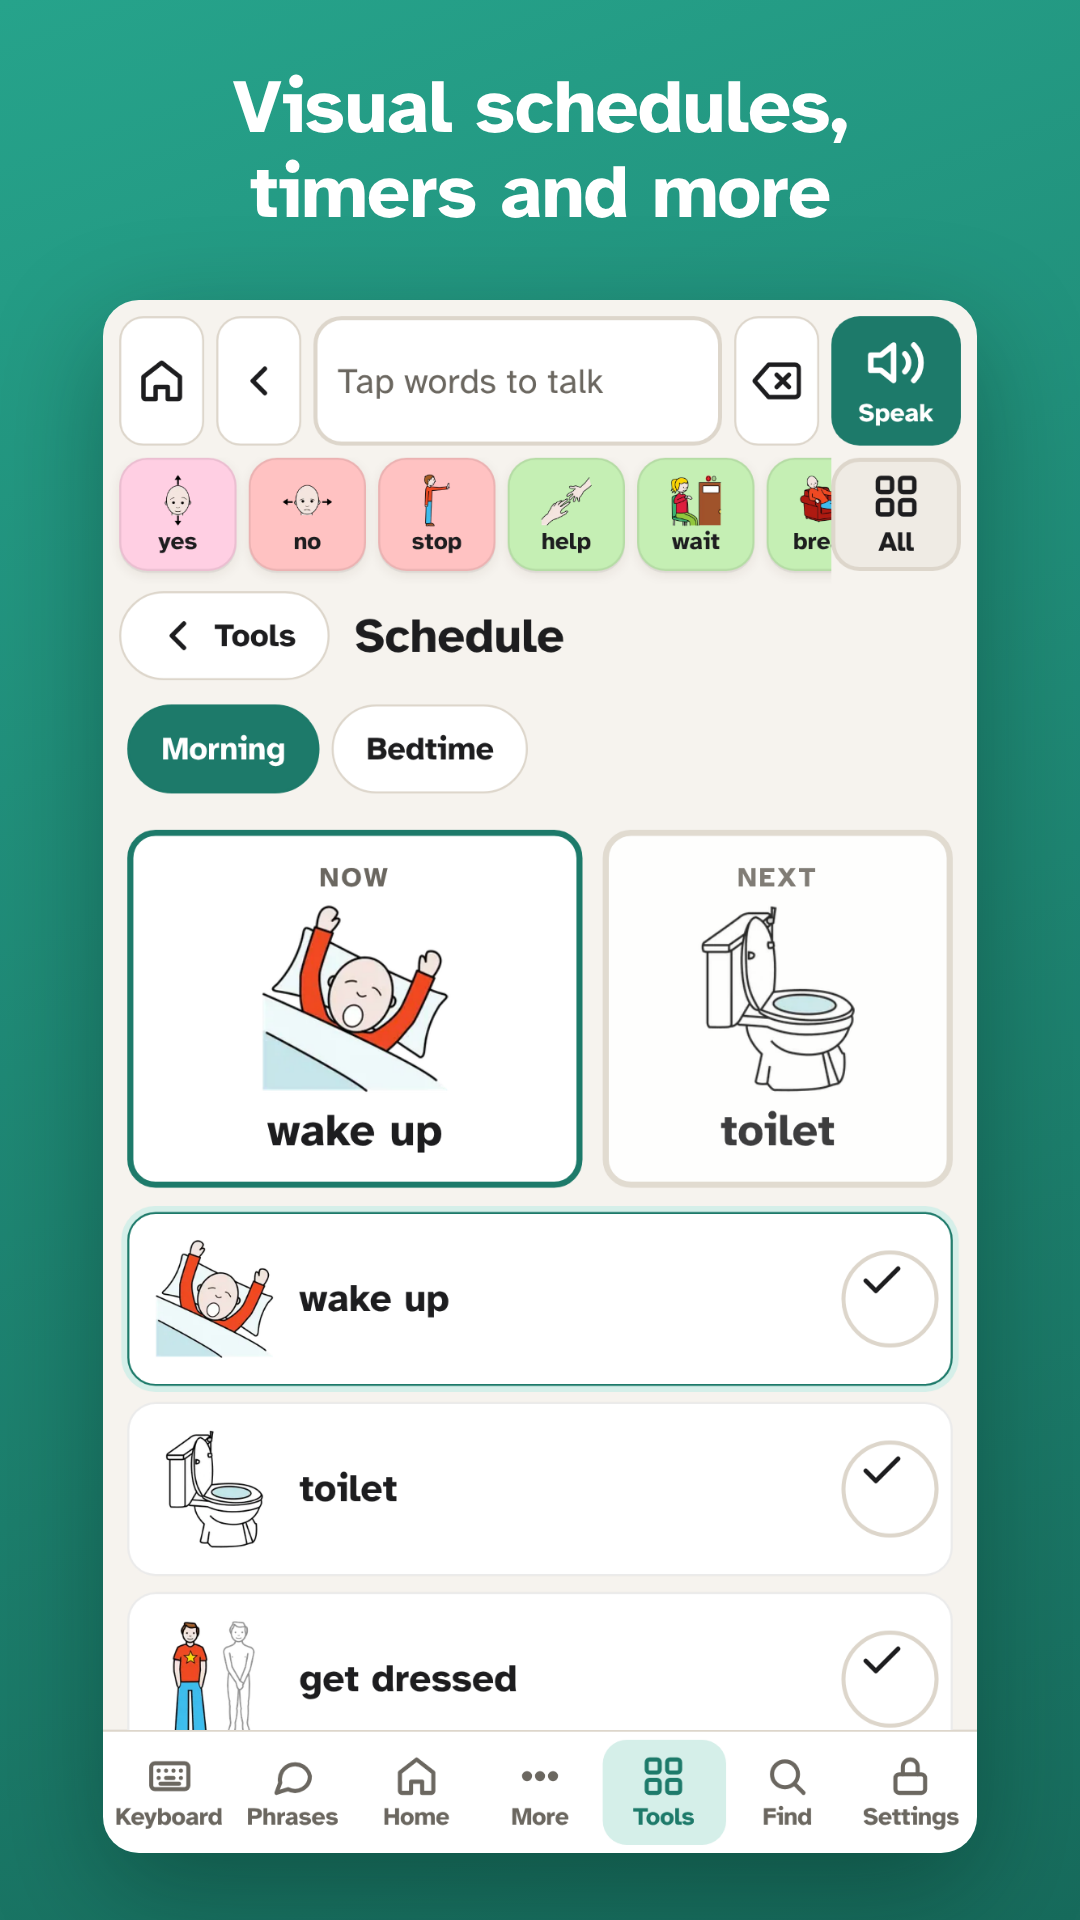 Visual schedules,
timers and more
Tap words to talk
Speak
yes
no
stop
help
wait
bre
All
Tools
Schedule
Morning
Bedtime
NOW
NEXT
wake up
toilet
wake up
toilet
get dressed
Keyboard
Phrases
Home
More
Tools
Find
Settings